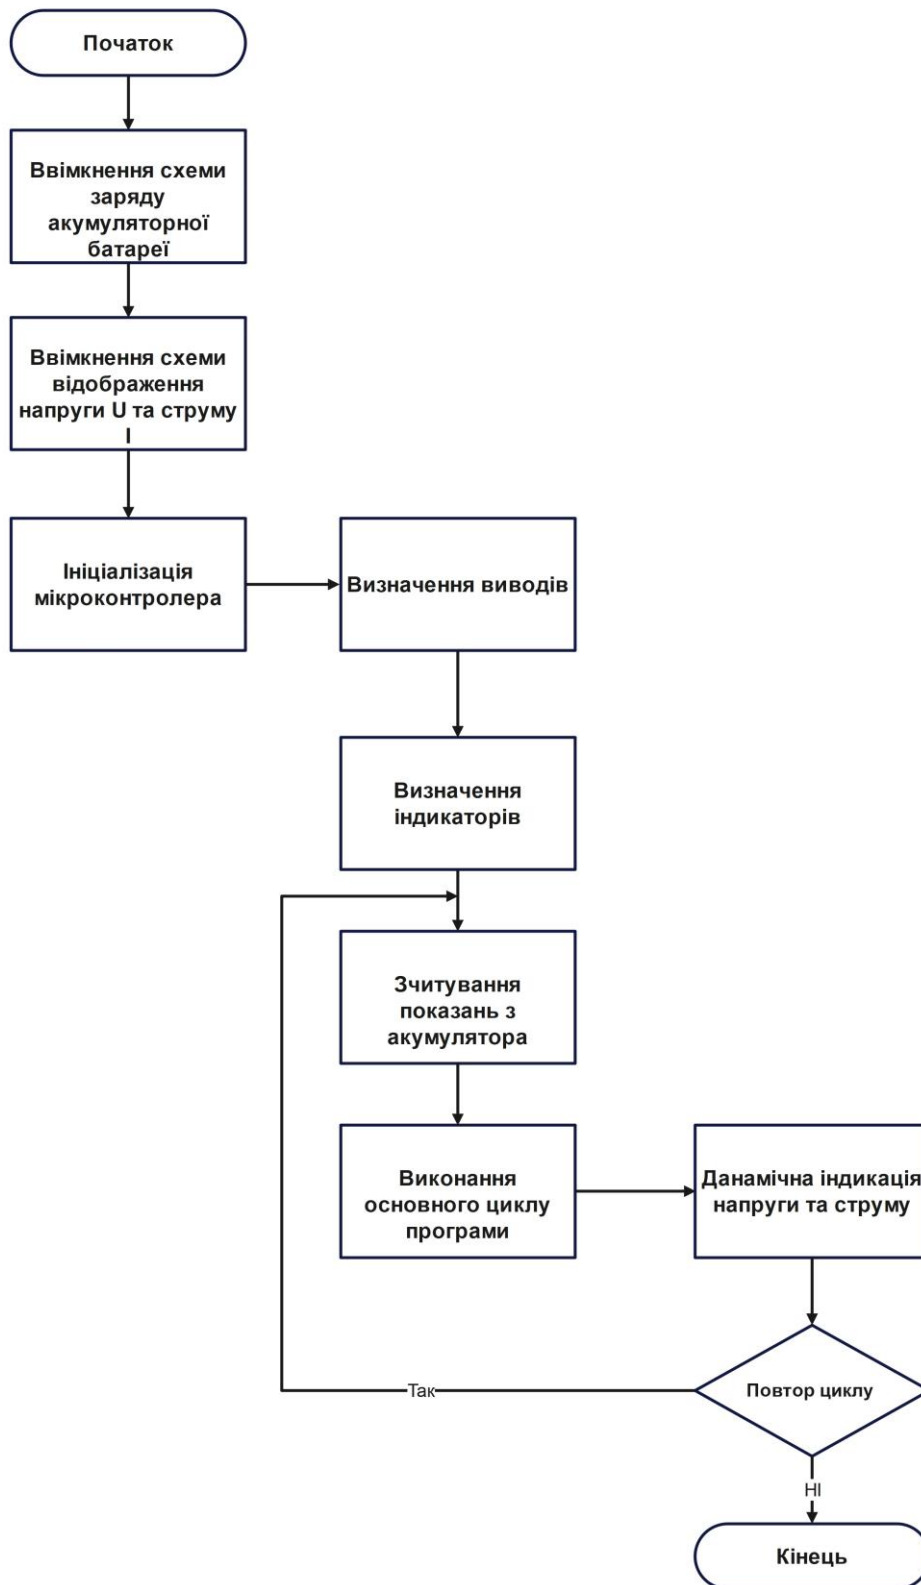 Початок
Ввімкнення схеми
заряду
акумуляторної
батареї
Ввімкнення схеми
відображення
напруги U та струму
I
Ініціалізація
мікроконтролера
Визначення виводів
Визначення
індикаторів
Зчитування
показань з
акумулятора
Виконання
основного циклу
програми
Данамічна індикація
напруги та струму
Повтор циклу
Так
НІ
Кінець